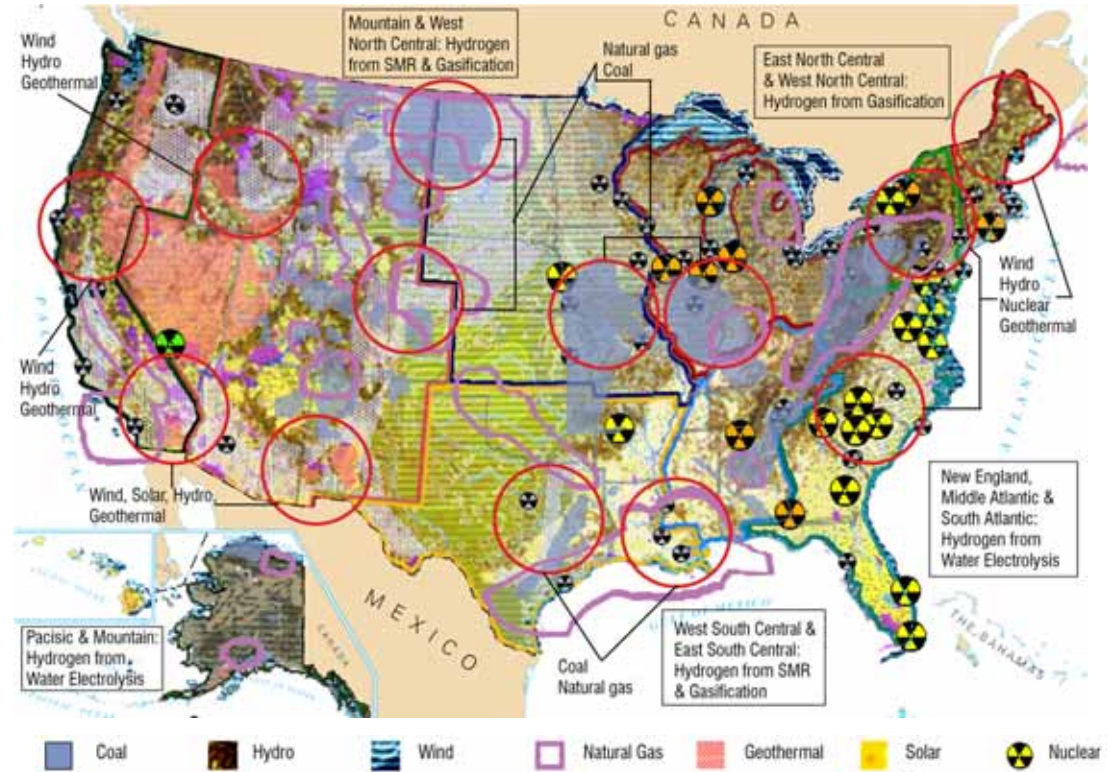 CANADA
Wind
Hydro
Geothermal
Mountain & West
North Central: Hydrogen
from SMR & Gasification
Natural gas
Coal
East North Central
& West North Central:
Hydrogen from Gasification
Wind
Hydro
Nuclear
Geothermal
Wind
Hydro
Geothermal
Wind, Solar, Hydro,
Geothermal
New England,
Middle Atlantic &
South Atlantic:
Hydrogen from
Water Electrolysis
MEXICO
THE BAHAMAS
CANADA
Pacisic & Mountain:
Hydrogen from
Water Electrolysis
Coal
Natural gas
West South Central &
East South Central:
Hydrogen from SMR
& Gasification
Coal
Hydro
Wind
Natural Gas
Geothermal
Solar
Nuclear